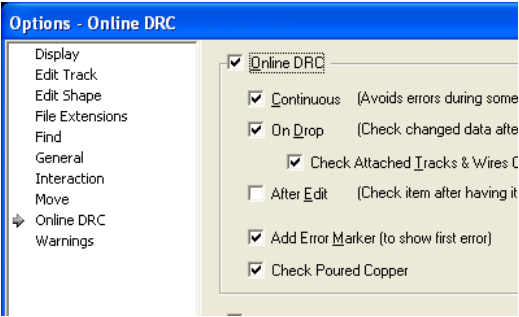 Options - Online DRC
Display
Edit Track
Edit Shape
File Extensions
Find
General
Interaction
Move
Online DRC
Warnings
Online DRC
Continuous (Avoids errors during some
On Drop (Check changed data afte
Check Attached Tracks & Wires
After Edit (Check item after having it
Add Error Marker (to show first error)
Check Poured Copper